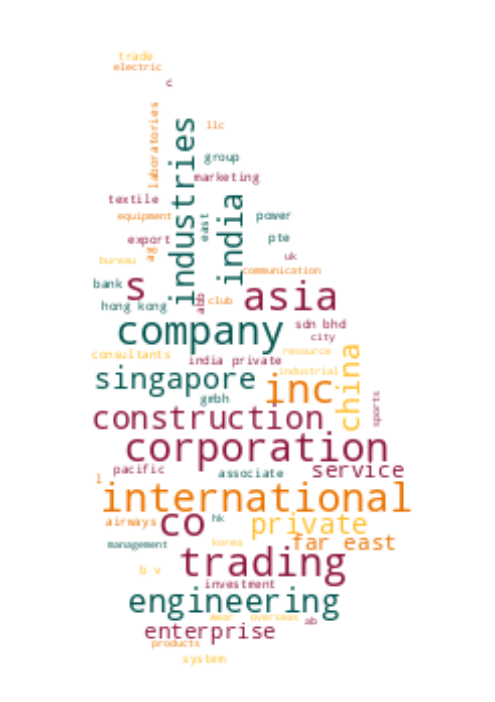 trade
electric
c
laboratories
industries
llc
group
marketing
textile
india
equipment
east
power
export
ag
pte
uk
bureau
communication
bank
s
hong kong
abb
club
asia
company
sdn bhd
city
consultants
india private
resource
china
singapore
gmbh
inc
industrial
sports
construction
corporation
pacific
associate
service
l
international
airways
co
hk
private
management
korea
far east
trading
b v
investment
engineering
near
overseas
ab
enterprise
products
system